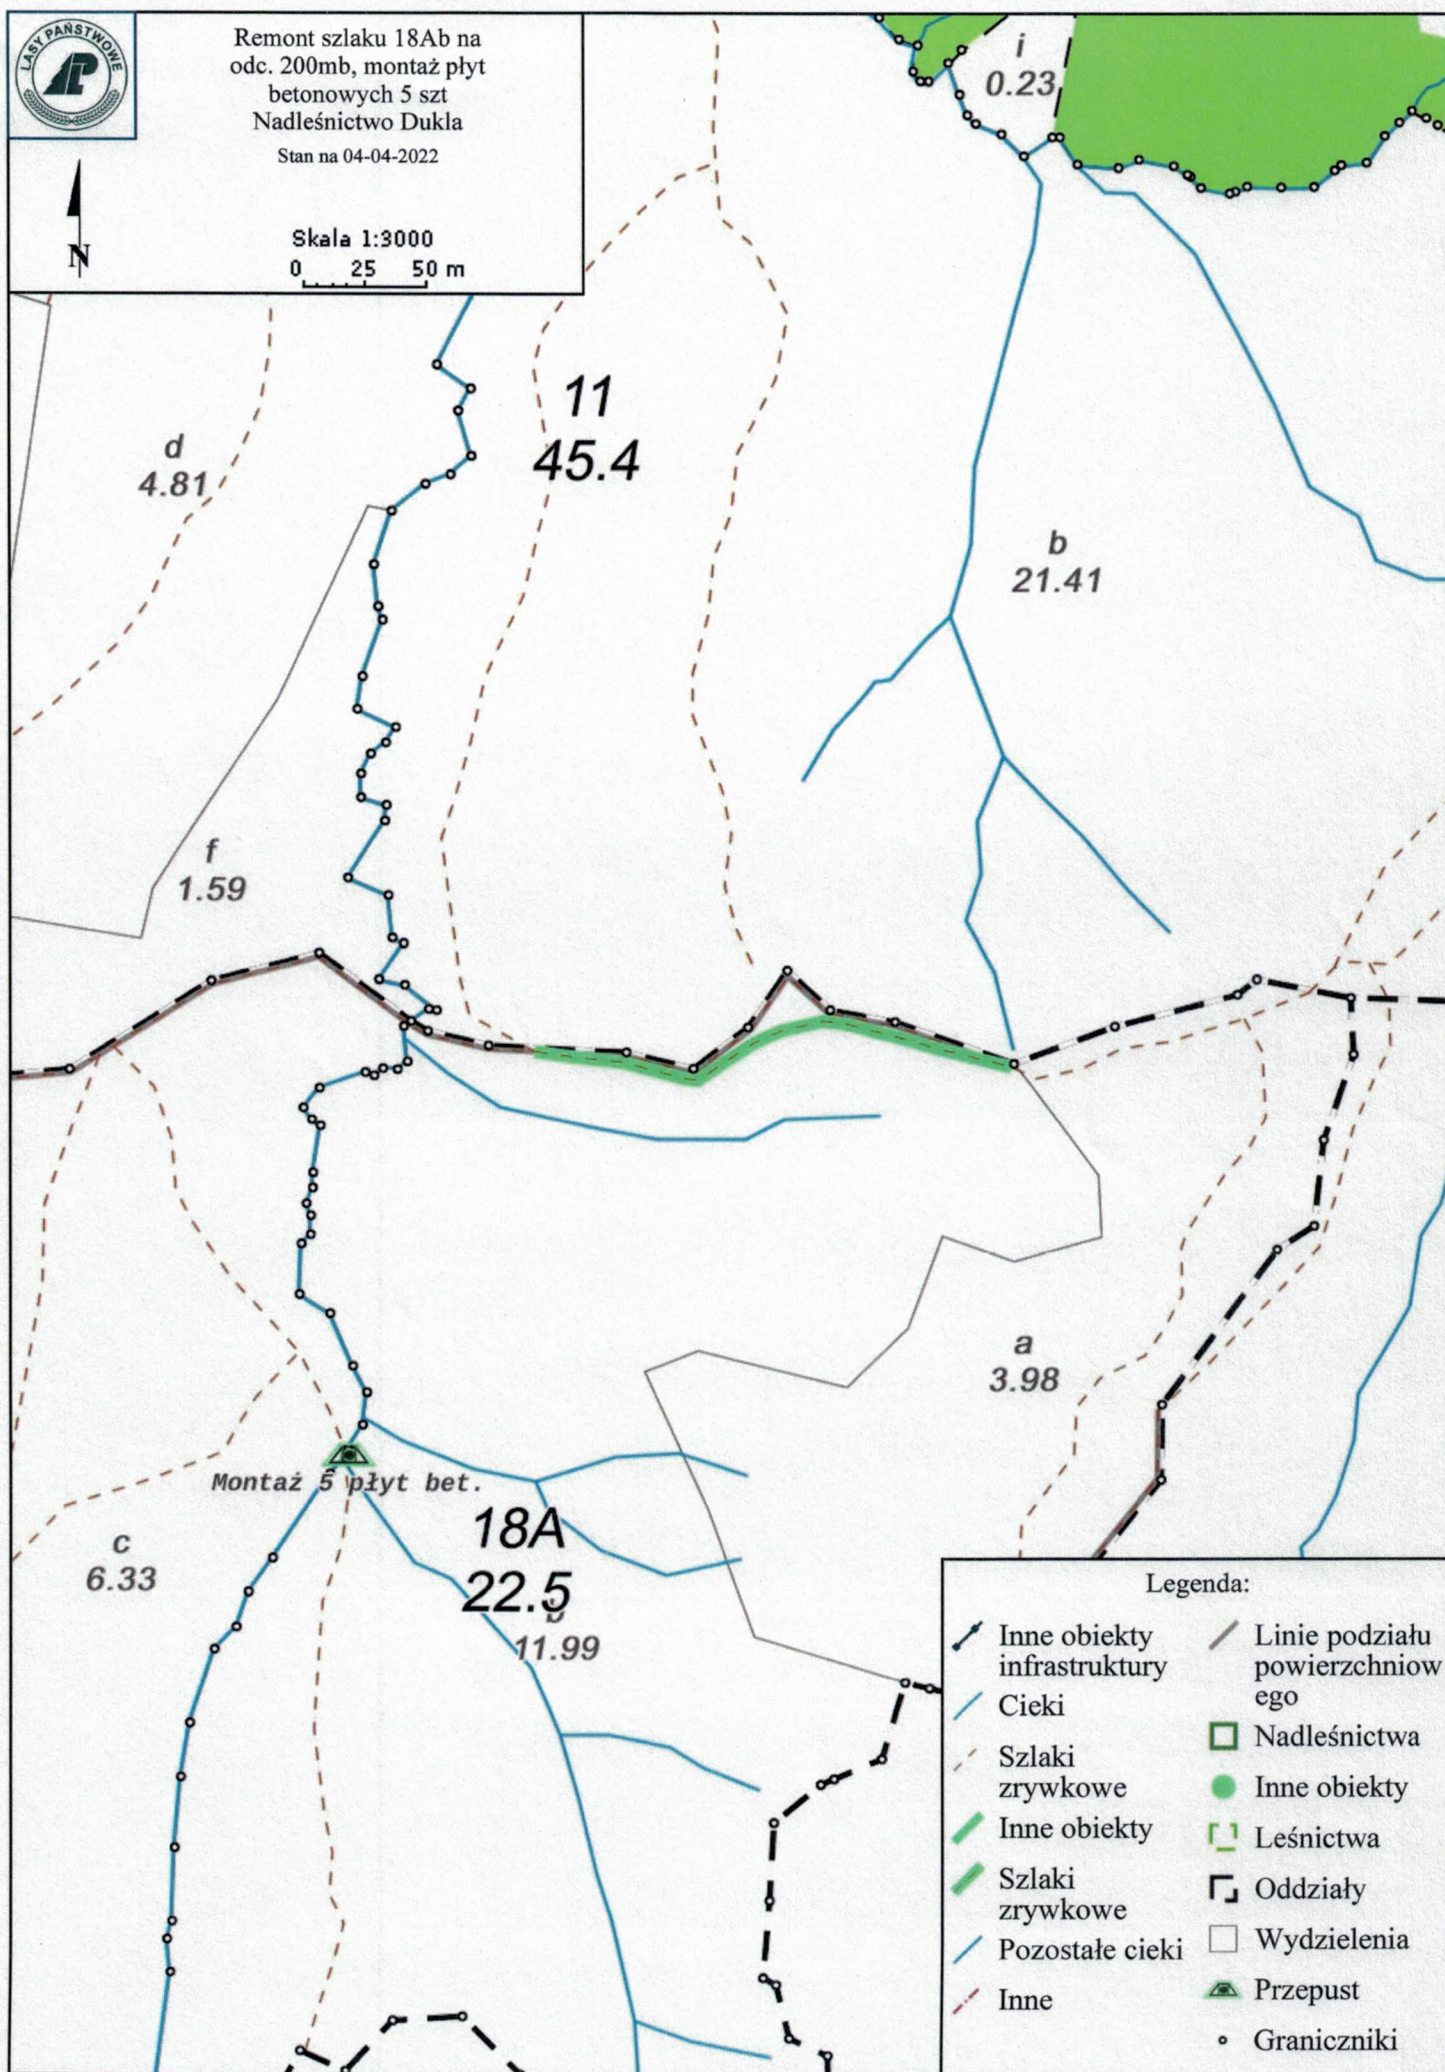 LASY PAŃSTWOWE
Remont szlaku 18Ab na
odc. 200mb, montaż płyt
betonowych 5 szt
Nadleśnictwo Dukla
Stan na 04-04-2022
N
Skala 1:3000
0 25 50 m
i
0.23
11
45.4
d
4.81
b
21.41
f
1.59
a
3.98
Montaż 5 płyt bet.
18A
22.5
b
11.99
c
6.33
Legenda:
Inne obiekty
infrastruktury
Cieki
Szlaki
zrywkowe
Inne obiekty
Szlaki
zrywkowe
Pozostałe cieki
Inne
Linie podziału
powierzchniow
ego
Nadleśnictwa
Inne obiekty
Leśnictwa
Oddziały
Wydzielenia
Przepust
Graniczniki